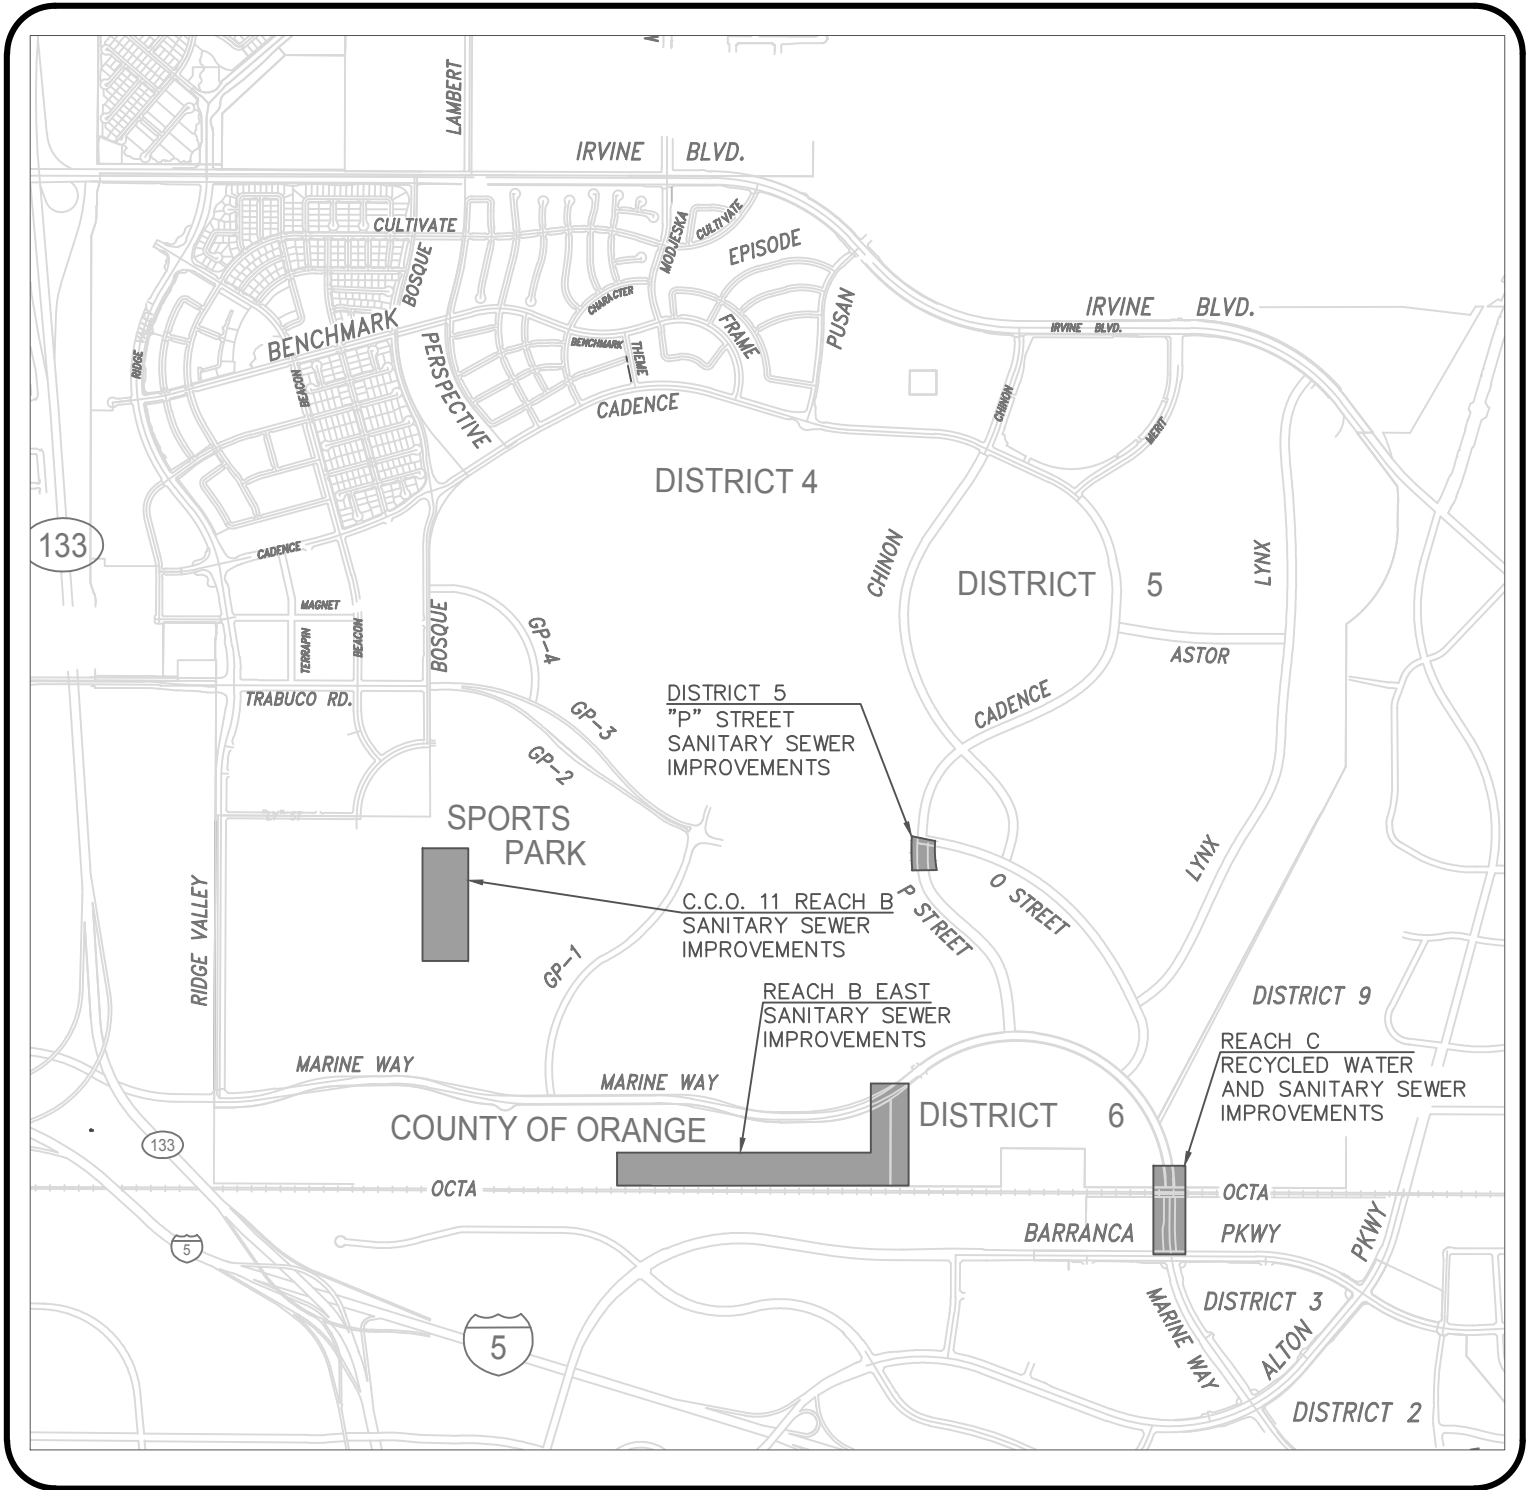 LAMBERT
IRVINE BLVD.
CULTIVATE
MODJESKA
CULTIVATE
EPISODE
BOSQUE
CHARACTER
PUSAN
IRVINE BLVD.
IRVINE BLVD.
BENCHMARK
FRAME
RIDGE
PERSPECTIVE
BENCHMARK
THEME
BEACON
CADENCE
CHINON
MERIT
DISTRICT 4
133
CADENCE
CHINON
LYNX
DISTRICT 5
MAGNET
TERRAPIN
BEACON
BOSQUE
GP-4
ASTOR
TRABUCO RD.
GP-3
GP-2
DISTRICT 5
"P" STREET
SANITARY SEWER
IMPROVEMENTS
CADENCE
SPORTS
PARK
LYNX
RIDGE VALLEY
C.C.O. 11 REACH B
SANITARY SEWER
IMPROVEMENTS
P STREET
O STREET
GP-1
REACH B EAST
SANITARY SEWER
IMPROVEMENTS
DISTRICT 9
REACH C
RECYCLED WATER
AND SANITARY SEWER
IMPROVEMENTS
MARINE WAY
MARINE WAY
COUNTY OF ORANGE
DISTRICT 6
133
OCTA
OCTA
BARRANCA PKWY
PKWY
5
5
MARINE WAY
DISTRICT 3
ALTON
DISTRICT 2